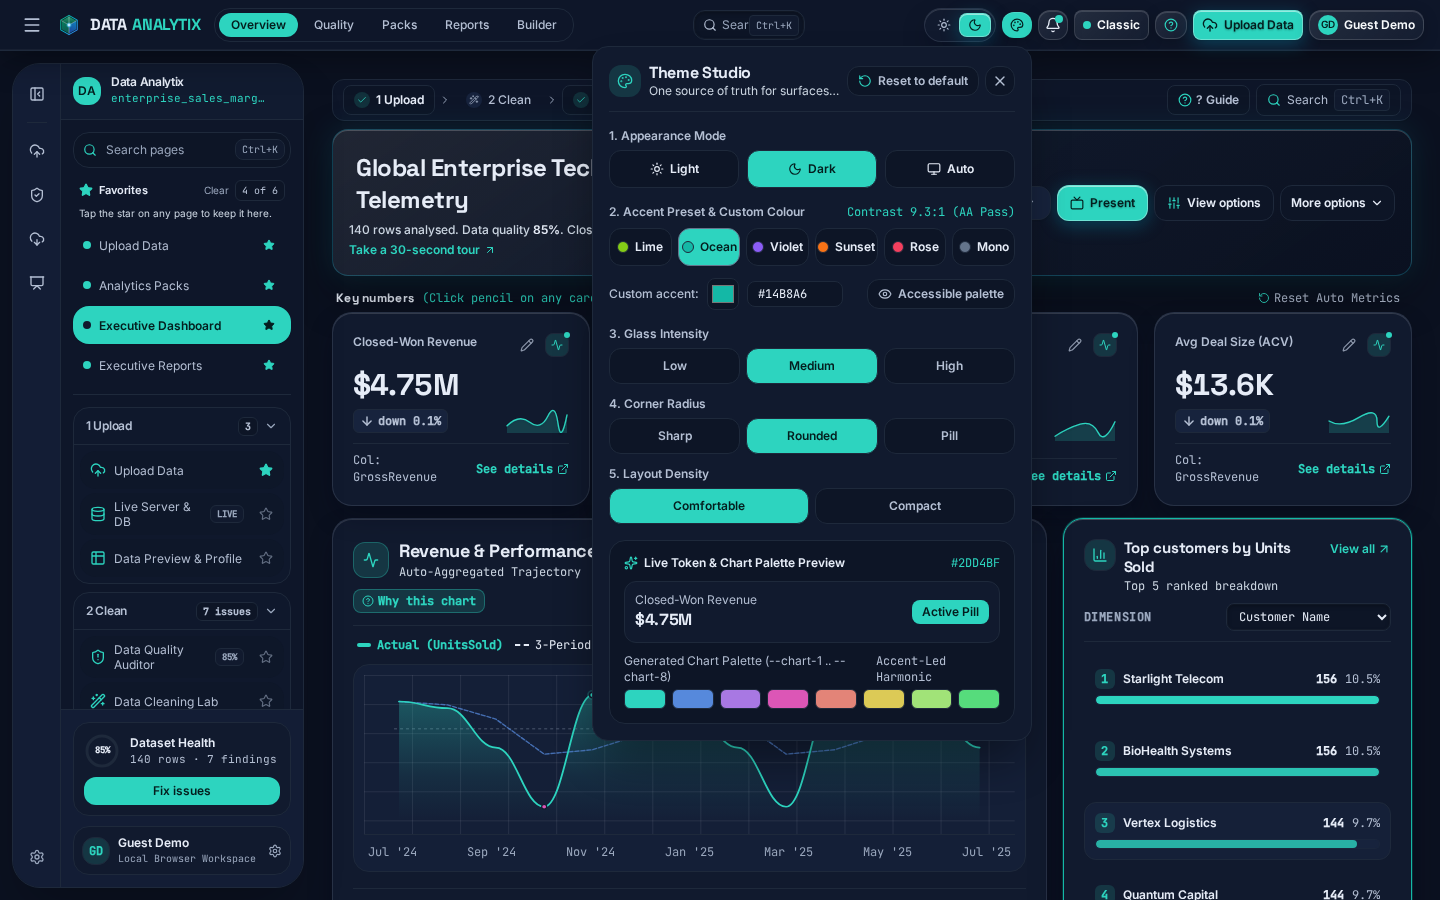 DATA ANALYTIX
Overview
Quality
Packs
Reports
Builder
Sear
Ctrl+K
Classic
Upload Data
GD
Guest Demo
DA
Data Analytix
enterprise_sales_marg…
Search pages
Ctrl+K
Favorites
Clear
4 of 6
Tap the star on any page to keep it here.
Upload Data
Analytics Packs
Executive Dashboard
Executive Reports
1 Upload
3
Upload Data
Live Server &
DB
LIVE
Data Preview & Profile
2 Clean
7 issues
Data Quality
Auditor
85%
Data Cleaning Lab
85%
Dataset Health
140 rows · 7 findings
Fix issues
GD
Guest Demo
Local Browser Workspace
1 Upload
2 Clean
? Guide
Search
Ctrl+K
Global Enterprise Tec
Telemetry
140 rows analysed. Data quality 85%. Clos
Take a 30-second tour
Present
View options
More options
Key numbers
(Click pencil on any car
Reset Auto Metrics
Closed-Won Revenue
$4.75M
down 0.1%
Col:
GrossRevenue
See details
ee details
Avg Deal Size (ACV)
$13.6K
down 0.1%
Col:
GrossRevenue
See details
Revenue & Performance
Auto-Aggregated Trajectory
Why this chart
Actual (UnitsSold)
3-Period
Jul '24
Sep '24
Nov '24
Jan '25
Mar '25
May '25
Jul '25
Top customers by Units
Sold
Top 5 ranked breakdown
View all
DIMENSION
Customer Name
1
Starlight Telecom
156
10.5%
2
BioHealth Systems
156
10.5%
3
Vertex Logistics
144
9.7%
4
Quantum Capital
144
9.7%
Theme Studio
One source of truth for surfaces…
Reset to default
1. Appearance Mode
Light
Dark
Auto
2. Accent Preset & Custom Colour
Contrast 9.3:1 (AA Pass)
Lime
Ocean
Violet
Sunset
Rose
Mono
Custom accent:
#14B8A6
Accessible palette
3. Glass Intensity
Low
Medium
High
4. Corner Radius
Sharp
Rounded
Pill
5. Layout Density
Comfortable
Compact
Live Token & Chart Palette Preview
#2DD4BF
Closed-Won Revenue
$4.75M
Active Pill
Generated Chart Palette (--chart-1 .. --
chart-8)
Accent-Led
Harmonic